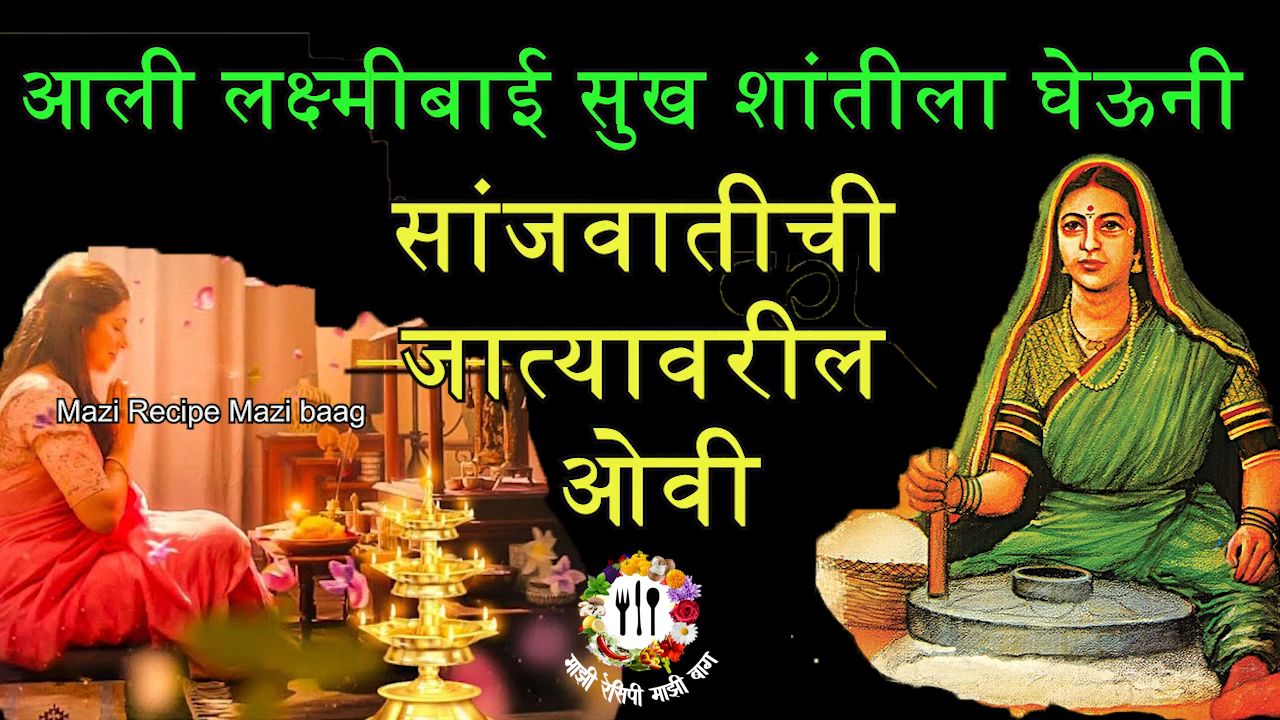 आली लक्ष्मीबाई सुख शांतीला घेऊनी
सांजवातीची
जात्यावरील
ओवी
Mazi Recipe Mazi baag
माझी रेसिपी माझी बाग